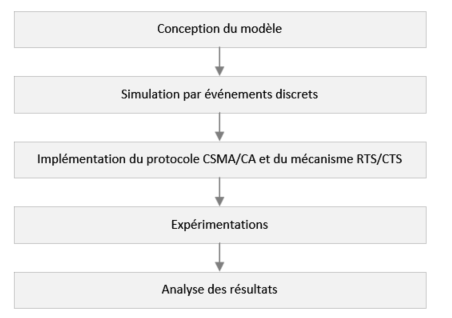 Conception du modèle
Simulation par événements discrets
Implémentation du protocole CSMA/CA et du mécanisme RTS/CTS
Expérimentations
Analyse des résultats